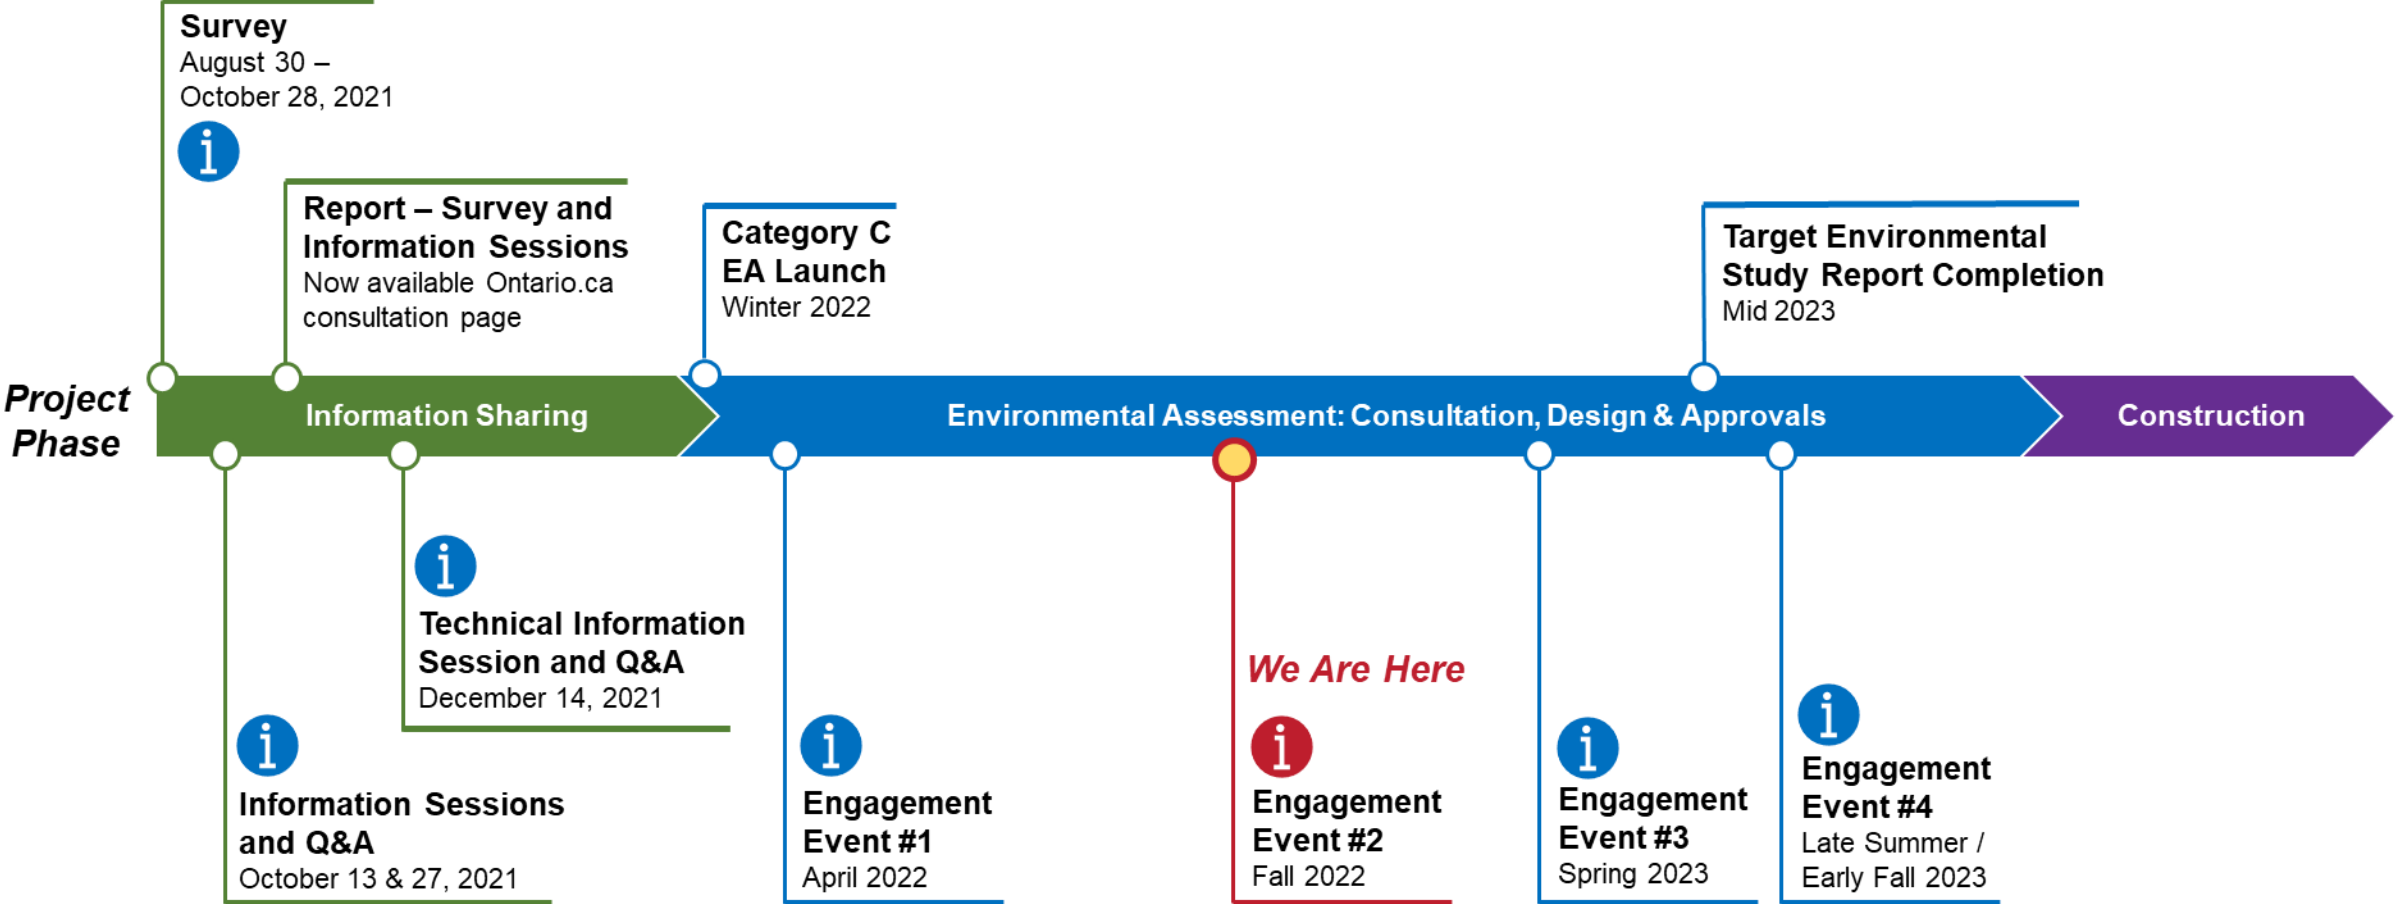 Survey
August 30 –
October 28, 2021
i
Report – Survey and
Information Sessions
Now available Ontario.ca
consultation page
Category C
EA Launch
Winter 2022
Target Environmental
Study Report Completion
Mid 2023
Project
Phase
Information Sharing
Environmental Assessment: Consultation, Design & Approvals
Construction
i
Technical Information
Session and Q&A
December 14, 2021
i
Information Sessions
and Q&A
October 13 & 27, 2021
i
Engagement
Event #1
April 2022
We Are Here
i
Engagement
Event #2
Fall 2022
i
Engagement
Event #3
Spring 2023
i
Engagement
Event #4
Late Summer /
Early Fall 2023